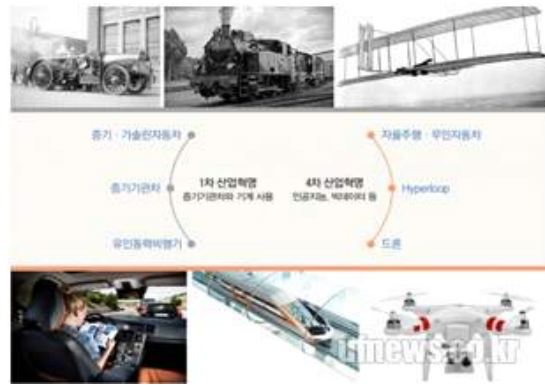 증기 · 가솔린자동차
증기기관차
유인동력비행기
1차 산업혁명
증기기관차와 기계 사용
4차 산업혁명
인공지능, 빅데이터 등
자율주행 · 무인자동차
Hyperloop
드론
news.co.kr